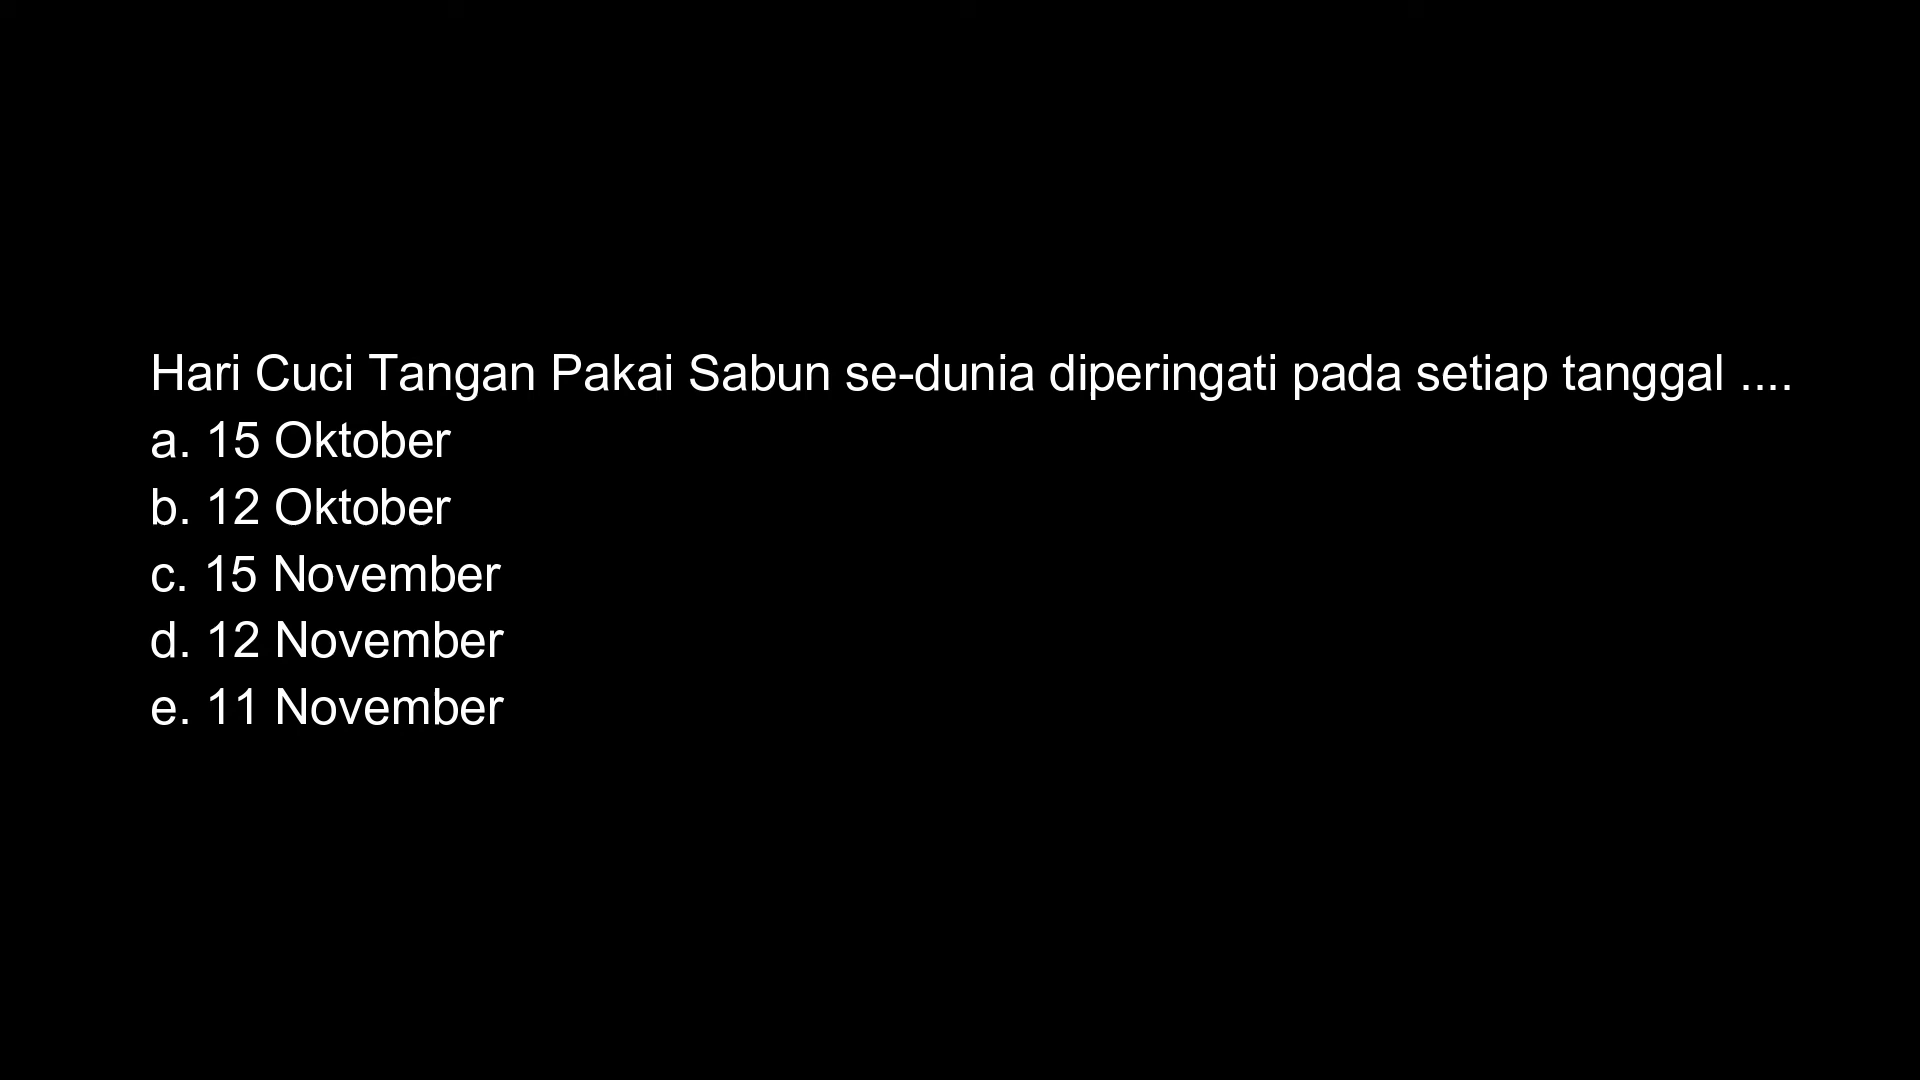 Hari Cuci Tangan Pakai Sabun se-dunia diperingati pada setiap tanggal ....
a. 15 Oktober
b. 12 Oktober
c. 15 November
d. 12 November
e. 11 November